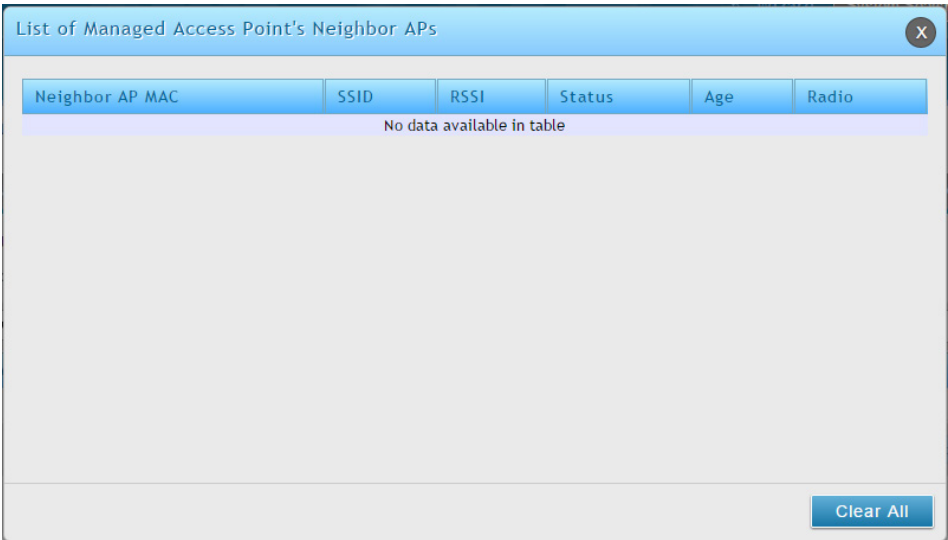 List of Managed Access Point's Neighbor APs
X
Neighbor AP MAC SSID RSSI Status Age Radio
No data available in table
Clear All